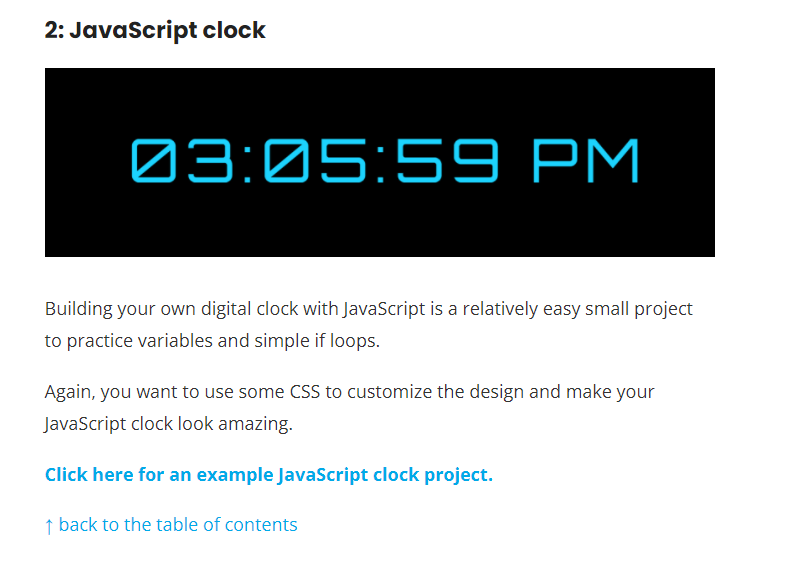 2: JavaScript clock
03:05:59 PM
Building your own digital clock with JavaScript is a relatively easy small project
to practice variables and simple if loops.
Again, you want to use some CSS to customize the design and make your
JavaScript clock look amazing.
Click here for an example JavaScript clock project.
↑ back to the table of contents